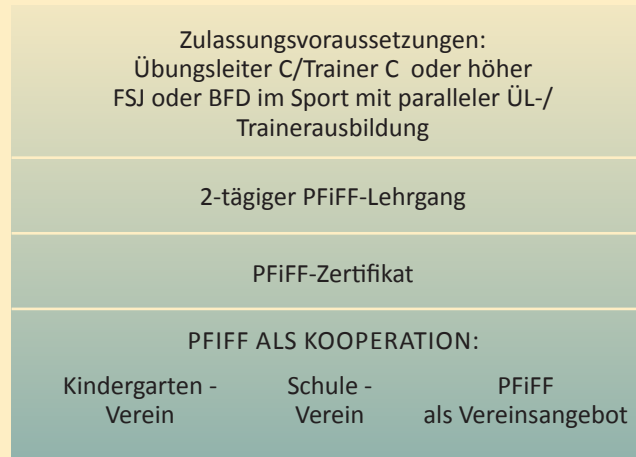 Zulassungsvoraussetzungen:
Übungsleiter C/Trainer C oder höher
FSJ oder BFD im Sport mit paralleler ÜL-/
Trainerausbildung
2-tägiger PFiFF-Lehrgang
PFiFF-Zertifikat
PFIFF ALS KOOPERATION:
Kindergarten -
Verein
Schule -
Verein
PFiFF
als Vereinsangebot